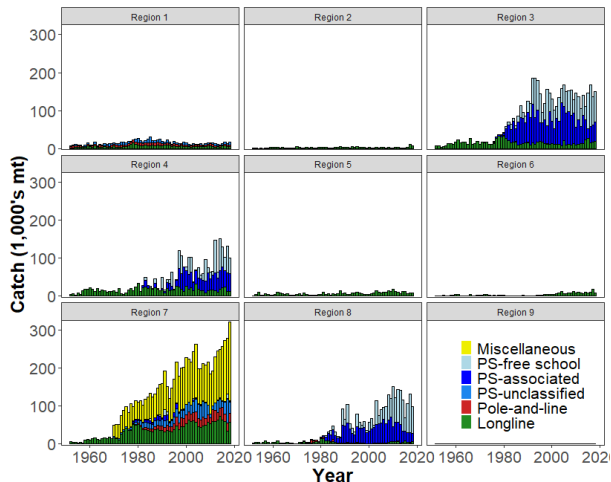 Region 1 Region 2 Region 3
300
200
100
0
Region 4 Region 5 Region 6
300
200
100
0
Region 7 Region 8 Region 9
300
200
100
0
Catch (1,000's mt)
Miscellaneous
PS-free school
PS-associated
PS-unclassified
Pole-and-line
Longline
1960 1980 2000 2020 1960 1980 2000 2020 1960 1980 2000 2020
Year